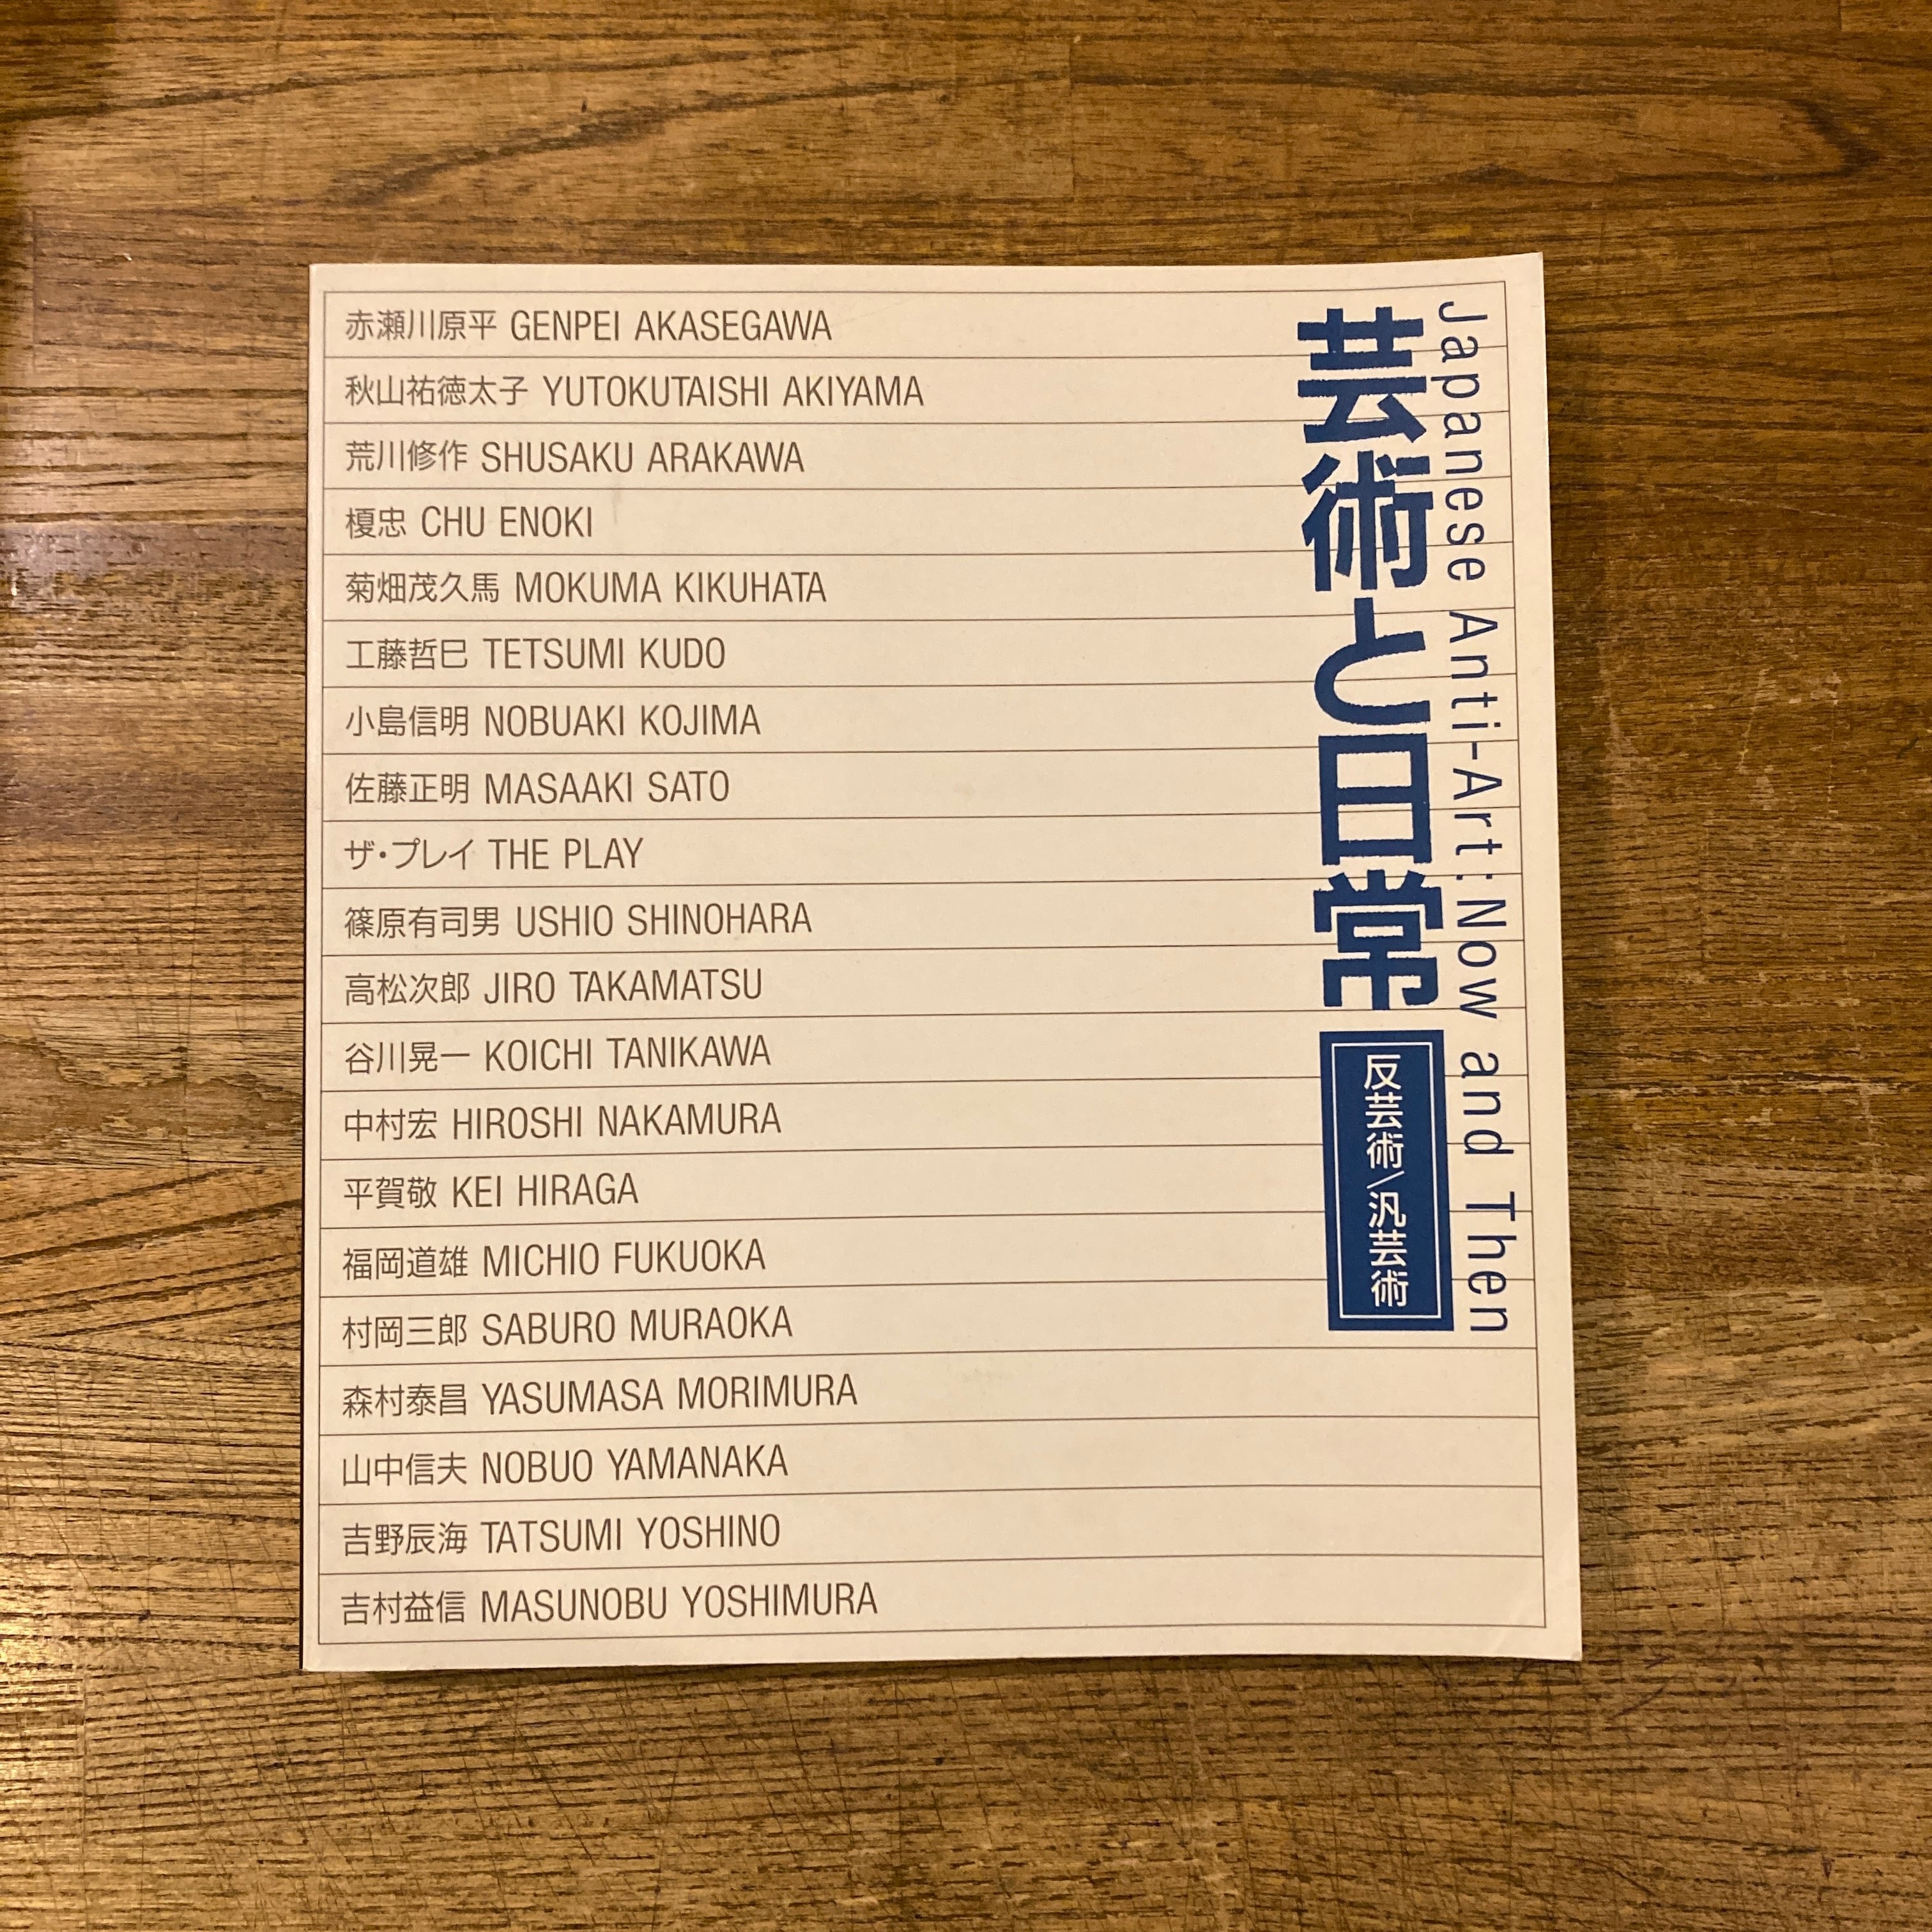 芸術と日常
反芸術/汎芸術
Japanese Anti-Art: Now and Then
赤瀬川原平 GENPEI AKASEGAWA
秋山祐徳太子 YUTOKUTAISHI AKIYAMA
荒川修作 SHUSAKU ARAKAWA
榎忠 CHU ENOKI
菊畑茂久馬 MOKUMA KIKUHATA
工藤哲巳 TETSUMI KUDO
小島信明 NOBUAKI KOJIMA
佐藤正明 MASAAKI SATO
ザ・プレイ THE PLAY
篠原有司男 USHIO SHINOHARA
高松次郎 JIRO TAKAMATSU
谷川晃一 KOICHI TANIKAWA
中村宏 HIROSHI NAKAMURA
平賀敬 KEI HIRAGA
福岡道雄 MICHIO FUKUOKA
村岡三郎 SABURO MURAOKA
森村泰昌 YASUMASA MORIMURA
山中信夫 NOBUO YAMANAKA
吉野辰海 TATSUMI YOSHINO
吉村益信 MASUNOBU YOSHIMURA